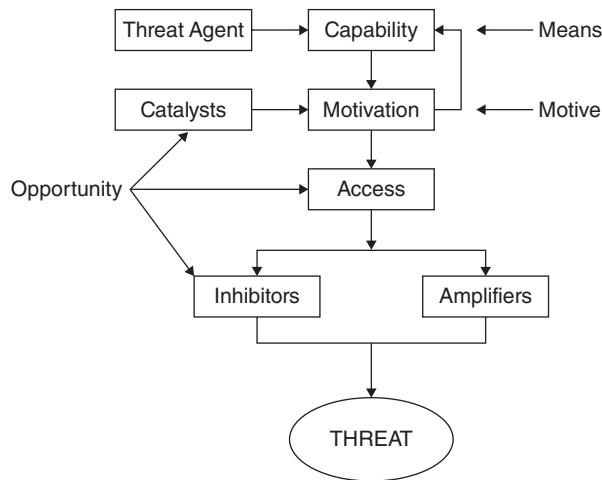 Threat Agent
Capability
Means
Catalysts
Motivation
Motive
Opportunity
Access
Inhibitors
Amplifiers
THREAT